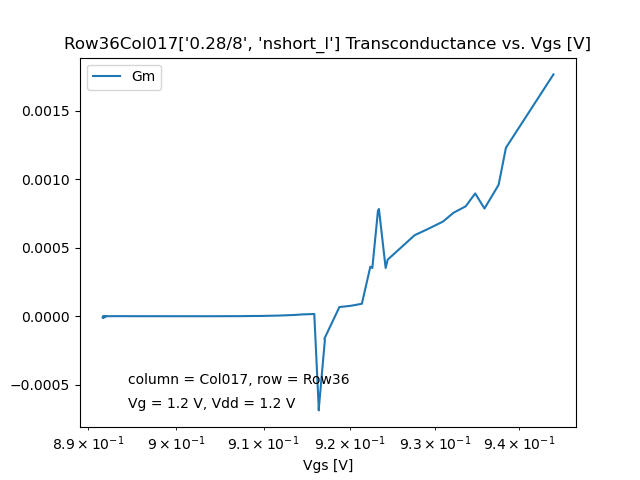 Row36Col017['0.28/8', 'nshort_l'] Transconductance vs. Vgs [V]
Gm
0.0015
0.0010
0.0005
0.0000
−0.0005
column = Col017, row = Row36
Vg = 1.2 V, Vdd = 1.2 V
8.9 × 10⁻¹ 9 × 10⁻¹ 9.1 × 10⁻¹ 9.2 × 10⁻¹ 9.3 × 10⁻¹ 9.4 × 10⁻¹
Vgs [V]